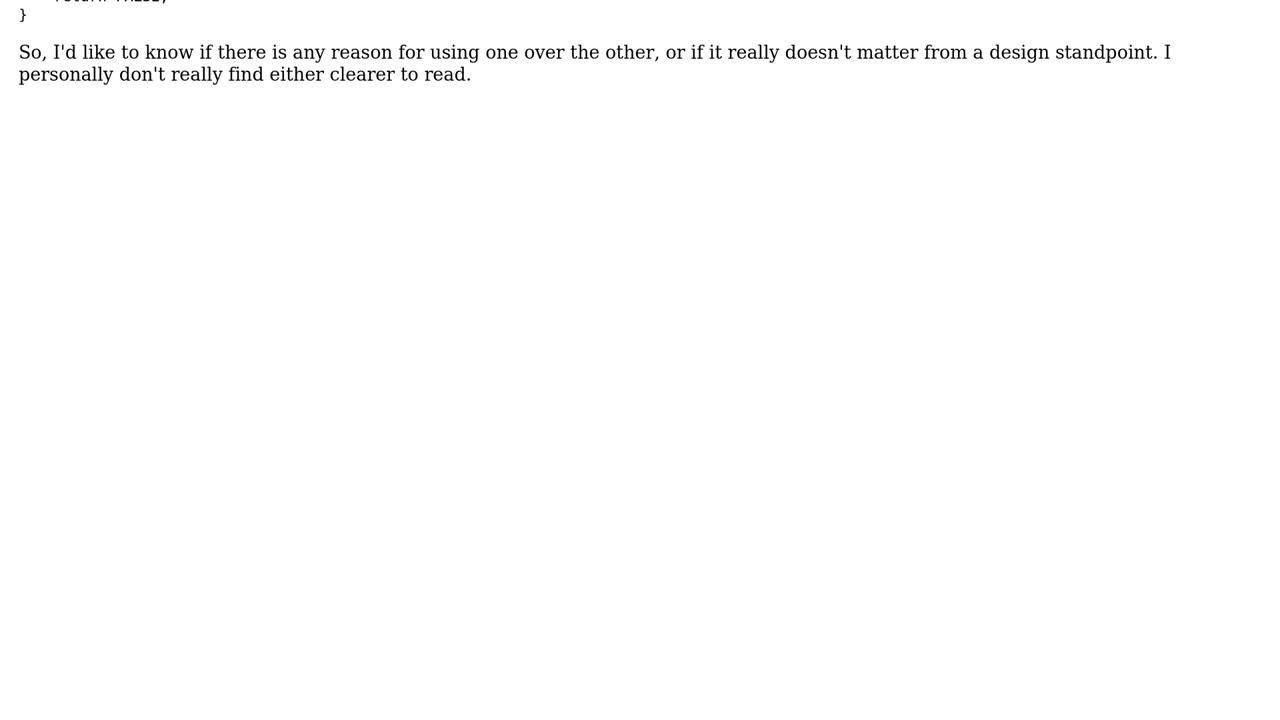 }
So, I'd like to know if there is any reason for using one over the other, or if it really doesn't matter from a design standpoint. I
personally don't really find either clearer to read.